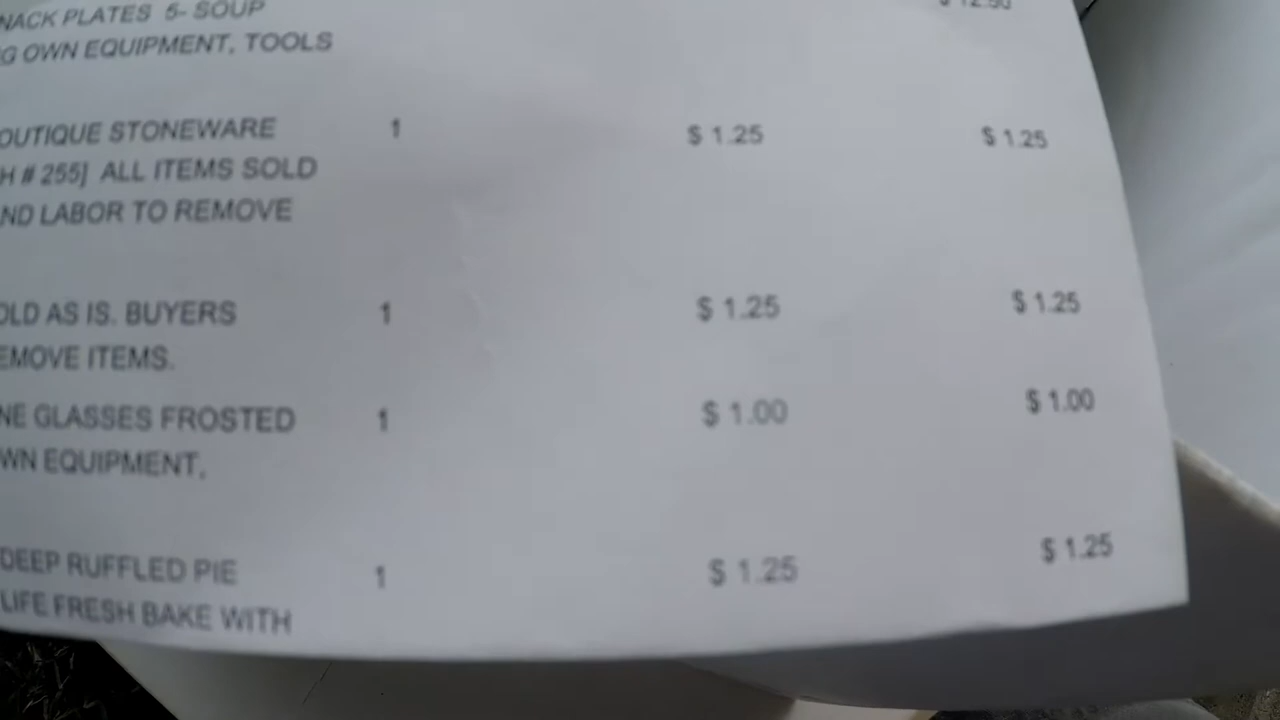 NACK PLATES 5- SOUP $ 12.50
G OWN EQUIPMENT, TOOLS
OUTIQUE STONEWARE 1 $ 1.25 $ 1.25
H # 255] ALL ITEMS SOLD
ND LABOR TO REMOVE
OLD AS IS. BUYERS 1 $ 1.25 $ 1.25
EMOVE ITEMS.
NE GLASSES FROSTED 1 $ 1.00 $ 1.00
WN EQUIPMENT,
DEEP RUFFLED PIE 1 $ 1.25 $ 1.25
LIFE FRESH BAKE WITH